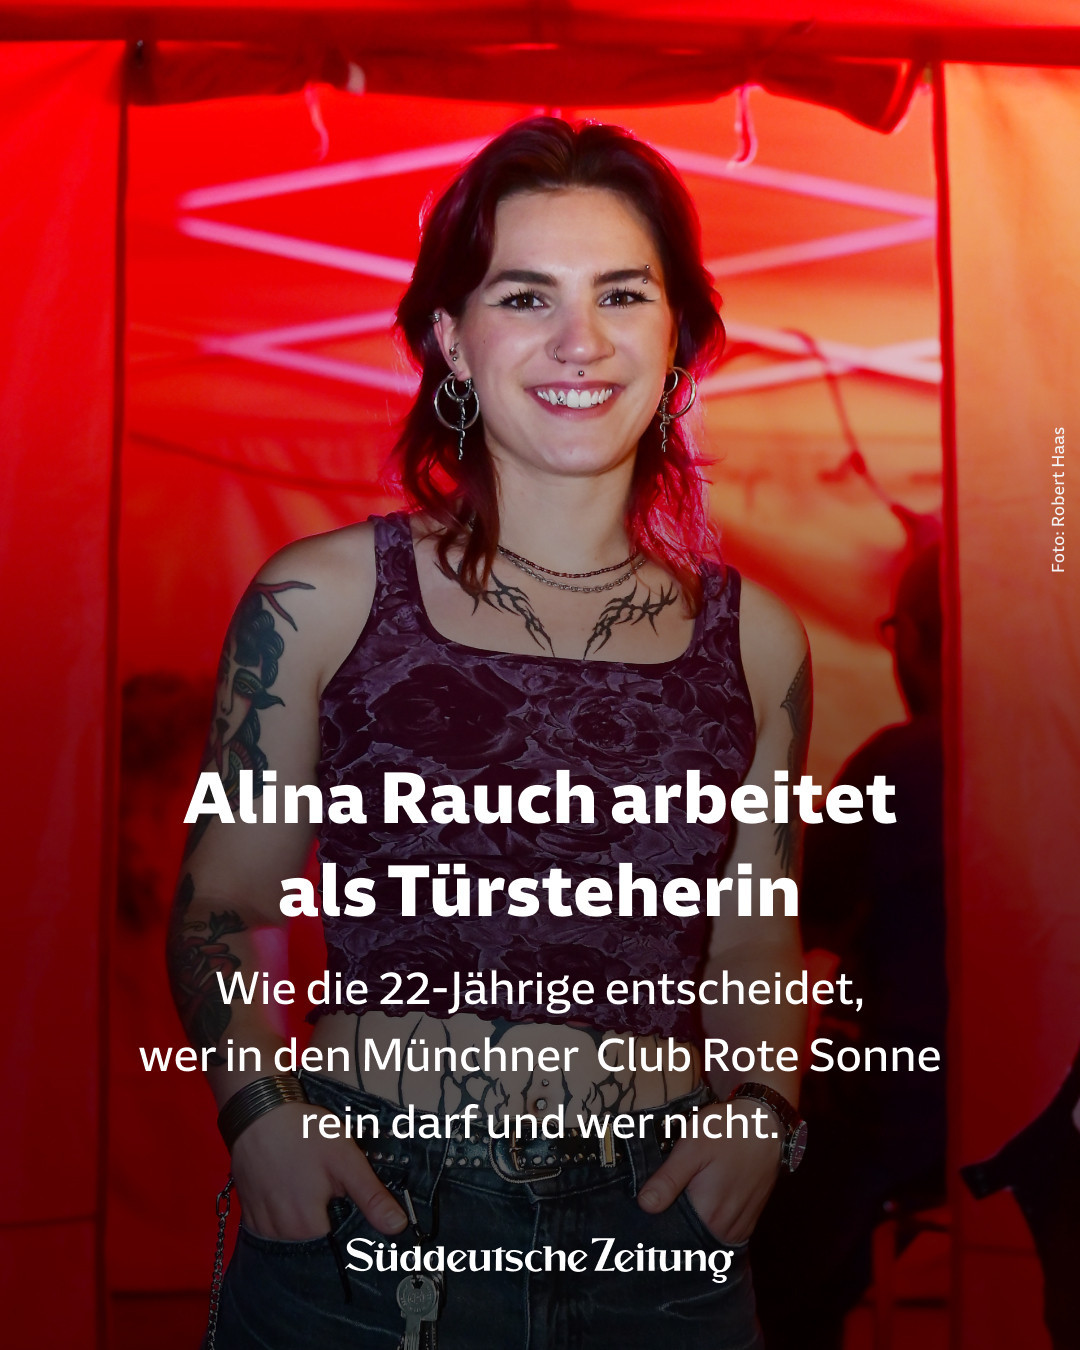 Foto: Robert Haas
Alina Rauch arbeitet
als Türsteherin
Wie die 22-Jährige entscheidet,
wer in den Münchner Club Rote Sonne
rein darf und wer nicht.
Süddeutsche Zeitung